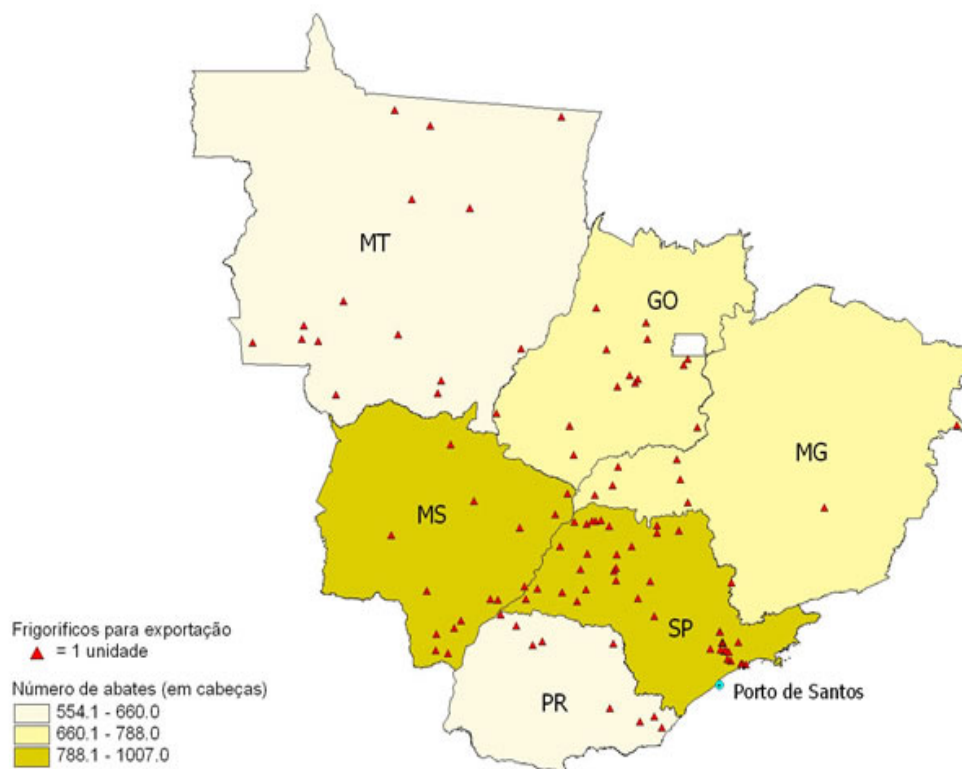 MT
GO
MG
MS
SP
PR
Porto de Santos
Frigoríficos para exportação
= 1 unidade
Número de abates (em cabeças)
554.1 - 660.0
660.1 - 788.0
788.1 - 1007.0